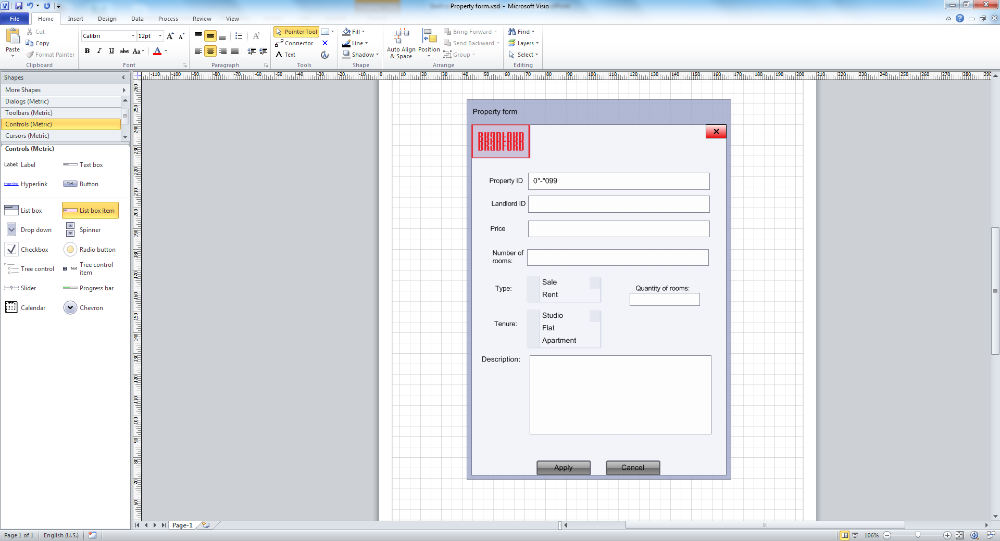 Property form.vsd - Microsoft Visio
File Home Insert Design Data Process Review View
Paste
Cut
Copy
Format Painter
Clipboard
Calibri 12pt
B I U abc Aa A
Font
Paragraph
Pointer Tool
Connector
A Text
Tools
Fill
Line
Shadow
Shape
Auto Align & Space
Position
Bring Forward
Send Backward
Group
Arrange
Find
Layers
Select
Editing
Shapes
More Shapes
Dialogs (Metric)
Toolbars (Metric)
Controls (Metric)
Cursors (Metric)
Controls (Metric)
Label: Label
Text box
Hyperlink Hyperlink
Text Button
List box
List box item
Drop down
Spinner
Checkbox
Radio button
Tree control
Text Tree control item
Slider
Progress bar
Calendar
Chevron
-110 -100 -90 -80 -70 -60 -50 -40 -30 -20 -10 0 10 20 30 40 50 60 70 80 90 100 110 120 130 140 150 160 170 180 190 200 210 220 230 240 250 260 270 280 290
260
250
240
230
220
210
200
190
180
170
160
150
140
130
120
110
100
90
80
70
60
Property form
BRADFORD
Property ID 0"-"099
Landlord ID
Price
Number of
rooms:
Type:
Sale
Rent
Quantity of rooms:
Tenure:
Studio
Flat
Apartment
Description:
Apply Cancel
Page-1
Page 1 of 1 English (U.S.) 106%